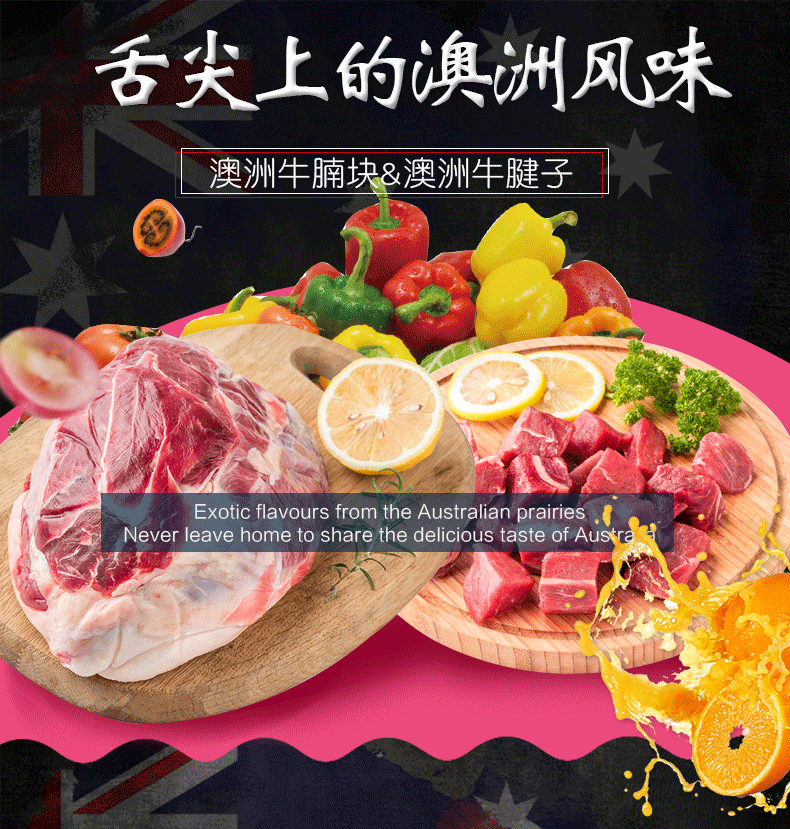 舌尖上的澳洲风味
澳洲牛腩块&澳洲牛腱子
Exotic flavours from the Australian prairies
Never leave home to share the delicious taste of Australia